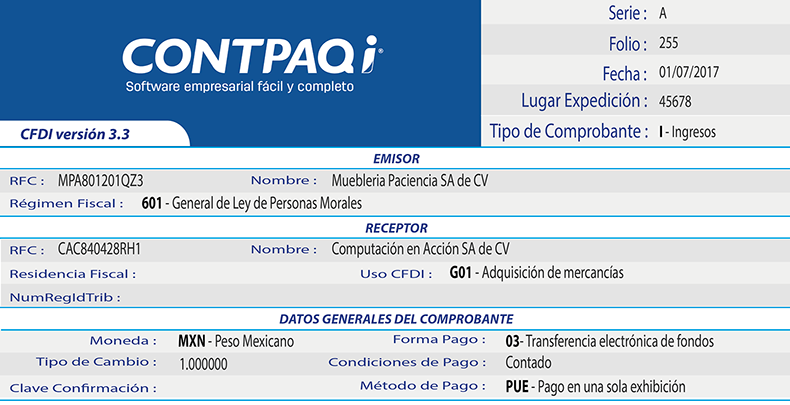 CONTPAQ i®
Software empresarial fácil y completo
CFDI versión 3.3
Serie : A
Folio : 255
Fecha : 01/07/2017
Lugar Expedición : 45678
Tipo de Comprobante : I - Ingresos
EMISOR
RFC : MPA801201QZ3 Nombre : Muebleria Paciencia SA de CV
Régimen Fiscal : 601 - General de Ley de Personas Morales
RECEPTOR
RFC : CAC840428RH1 Nombre : Computación en Acción SA de CV
Residencia Fiscal : Uso CFDI : G01 - Adquisición de mercancías
NumRegIdTrib :
DATOS GENERALES DEL COMPROBANTE
Moneda : MXN - Peso Mexicano Forma Pago : 03- Transferencia electrónica de fondos
Tipo de Cambio : 1.000000 Condiciones de Pago : Contado
Clave Confirmación : Método de Pago : PUE - Pago en una sola exhibición